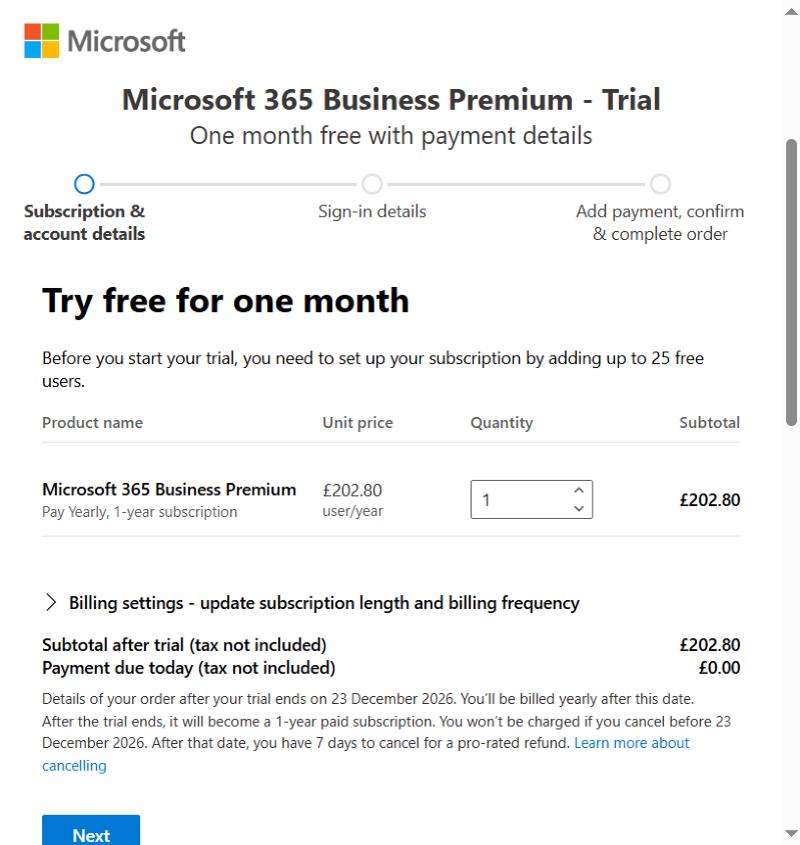 Microsoft
Microsoft 365 Business Premium - Trial
One month free with payment details
Subscription & account details
Sign-in details
Add payment, confirm & complete order
Try free for one month
Before you start your trial, you need to set up your subscription by adding up to 25 free
users.
Product name Unit price Quantity Subtotal
Microsoft 365 Business Premium £202.80 1 £202.80
Pay Yearly, 1-year subscription user/year
Billing settings - update subscription length and billing frequency
Subtotal after trial (tax not included) £202.80
Payment due today (tax not included) £0.00
Details of your order after your trial ends on 23 December 2026. You'll be billed yearly after this date.
After the trial ends, it will become a 1-year paid subscription. You won't be charged if you cancel before 23
December 2026. After that date, you have 7 days to cancel for a pro-rated refund. Learn more about
cancelling
Next